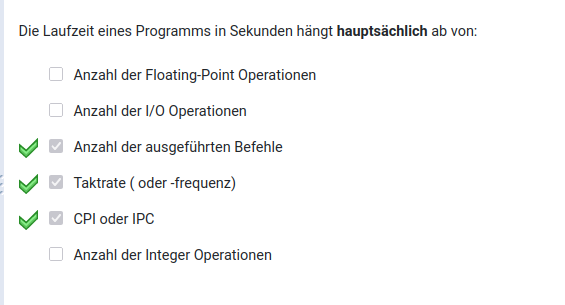 Die Laufzeit eines Programms in Sekunden hängt hauptsächlich ab von:
Anzahl der Floating-Point Operationen
Anzahl der I/O Operationen
Anzahl der ausgeführten Befehle
Taktrate ( oder -frequenz)
CPI oder IPC
Anzahl der Integer Operationen